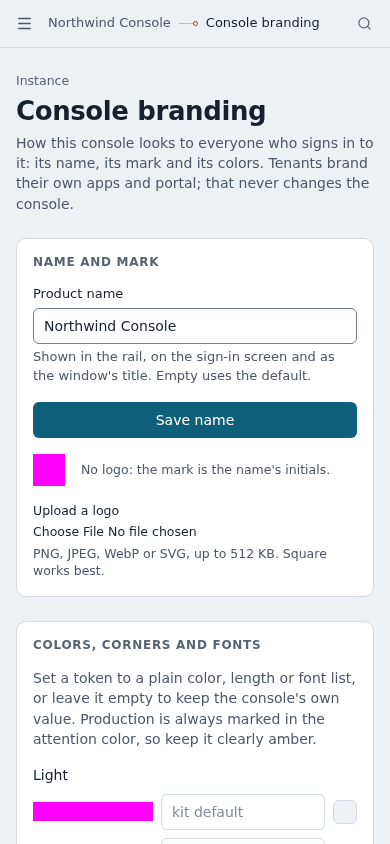 Northwind Console
Console branding
Instance
Console branding
How this console looks to everyone who signs in to
it: its name, its mark and its colors. Tenants brand
their own apps and portal; that never changes the
console.
NAME AND MARK
Product name
Northwind Console
Shown in the rail, on the sign-in screen and as
the window's title. Empty uses the default.
Save name
No logo: the mark is the name's initials.
Upload a logo
Choose File No file chosen
PNG, JPEG, WebP or SVG, up to 512 KB. Square
works best.
COLORS, CORNERS AND FONTS
Set a token to a plain color, length or font list,
or leave it empty to keep the console's own
value. Production is always marked in the
attention color, so keep it clearly amber.
Light
kit default